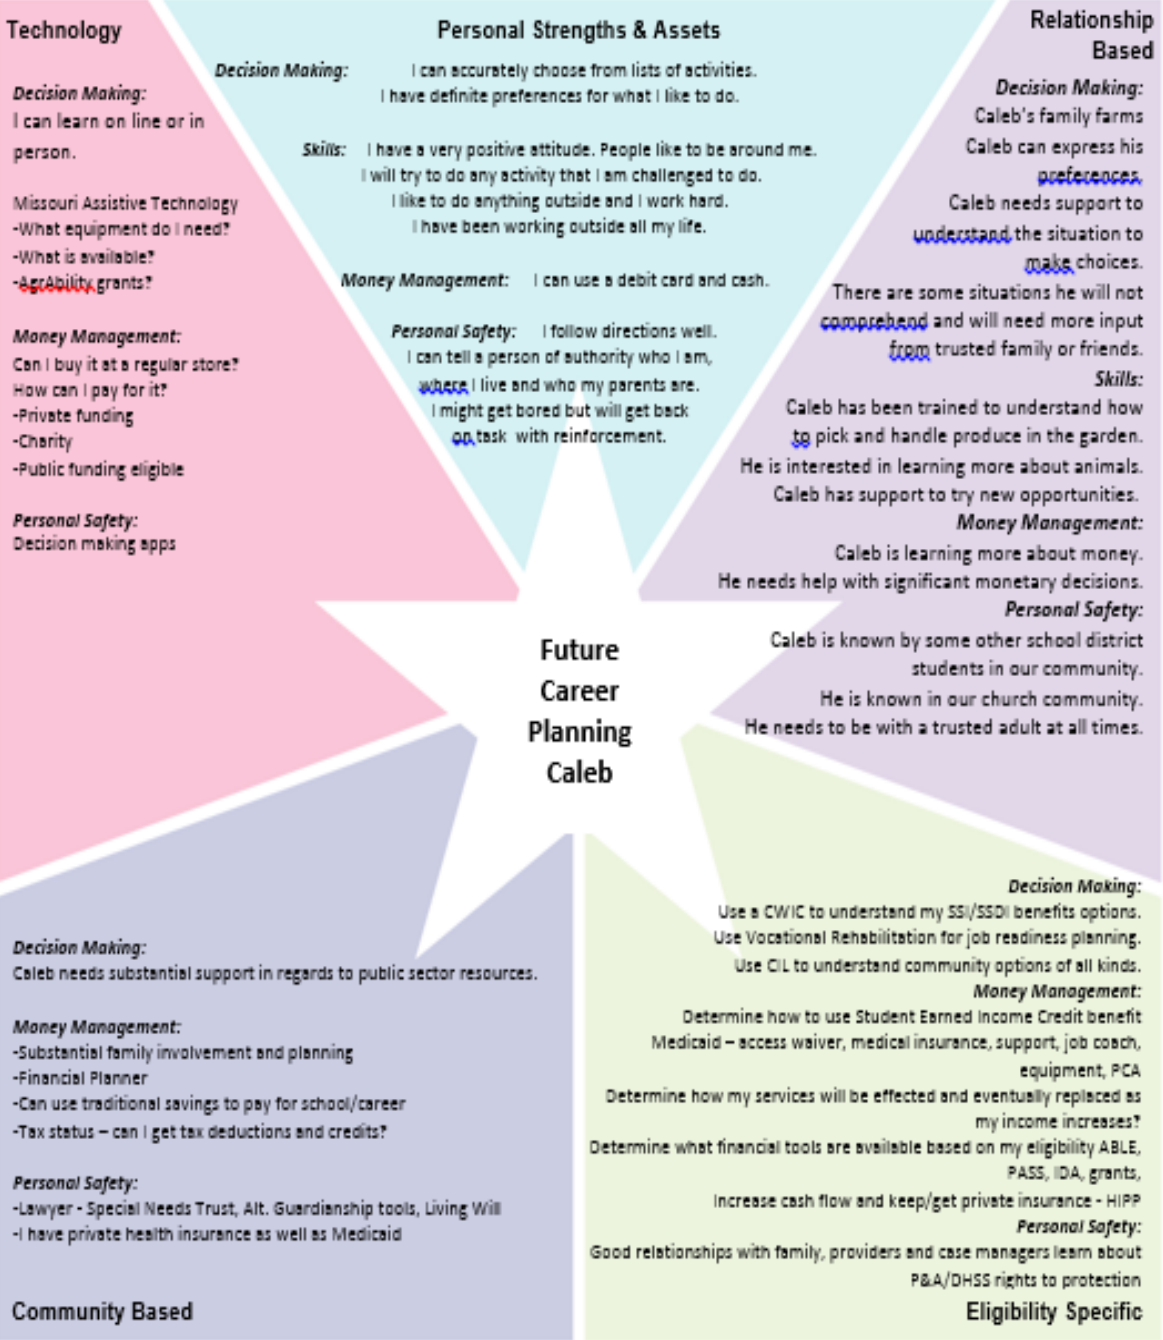 Technology
Decision Making:
I can learn on line or in
person.
Missouri Assistive Technology
-What equipment do I need?
-What is available?
-AgrAbility grants?
Money Management:
Can I buy it at a regular store?
How can I pay for it?
-Private funding
-Charity
-Public funding eligible
Personal Safety:
Decision making apps
Personal Strengths & Assets
Decision Making: I can accurately choose from lists of activities.
I have definite preferences for what I like to do.
Skills: I have a very positive attitude. People like to be around me.
I will try to do any activity that I am challenged to do.
I like to do anything outside and I work hard.
I have been working outside all my life.
Money Management: I can use a debit card and cash.
Personal Safety: I follow directions well.
I can tell a person of authority who I am,
where I live and who my parents are.
I might get bored but will get back
on task with reinforcement.
Relationship
Based
Decision Making:
Caleb's family farms
Caleb can express his
preferences.
Caleb needs support to
understand the situation to
make choices.
There are some situations he will not
comprehend and will need more input
from trusted family or friends.
Skills:
Caleb has been trained to understand how
to pick and handle produce in the garden.
He is interested in learning more about animals.
Caleb has support to try new opportunities.
Money Management:
Caleb is learning more about money.
He needs help with significant monetary decisions.
Personal Safety:
Caleb is known by some other school district
students in our community.
He is known in our church community.
He needs to be with a trusted adult at all times.
Future
Career
Planning
Caleb
Decision Making:
Caleb needs substantial support in regards to public sector resources.
Money Management:
-Substantial family involvement and planning
-Financial Planner
-Can use traditional savings to pay for school/career
-Tax status – can I get tax deductions and credits?
Personal Safety:
-Lawyer - Special Needs Trust, Alt. Guardianship tools, Living Will
-I have private health insurance as well as Medicaid
Community Based
Decision Making:
Use a CWIC to understand my SSI/SSDI benefits options.
Use Vocational Rehabilitation for job readiness planning.
Use CIL to understand community options of all kinds.
Money Management:
Determine how to use Student Earned Income Credit benefit
Medicaid – access waiver, medical insurance, support, job coach,
equipment, PCA
Determine how my services will be effected and eventually replaced as
my income increases?
Determine what financial tools are available based on my eligibility ABLE,
PASS, IDA, grants,
Increase cash flow and keep/get private insurance - HIPP
Personal Safety:
Good relationships with family, providers and case managers learn about
P&A/DHSS rights to protection
Eligibility Specific